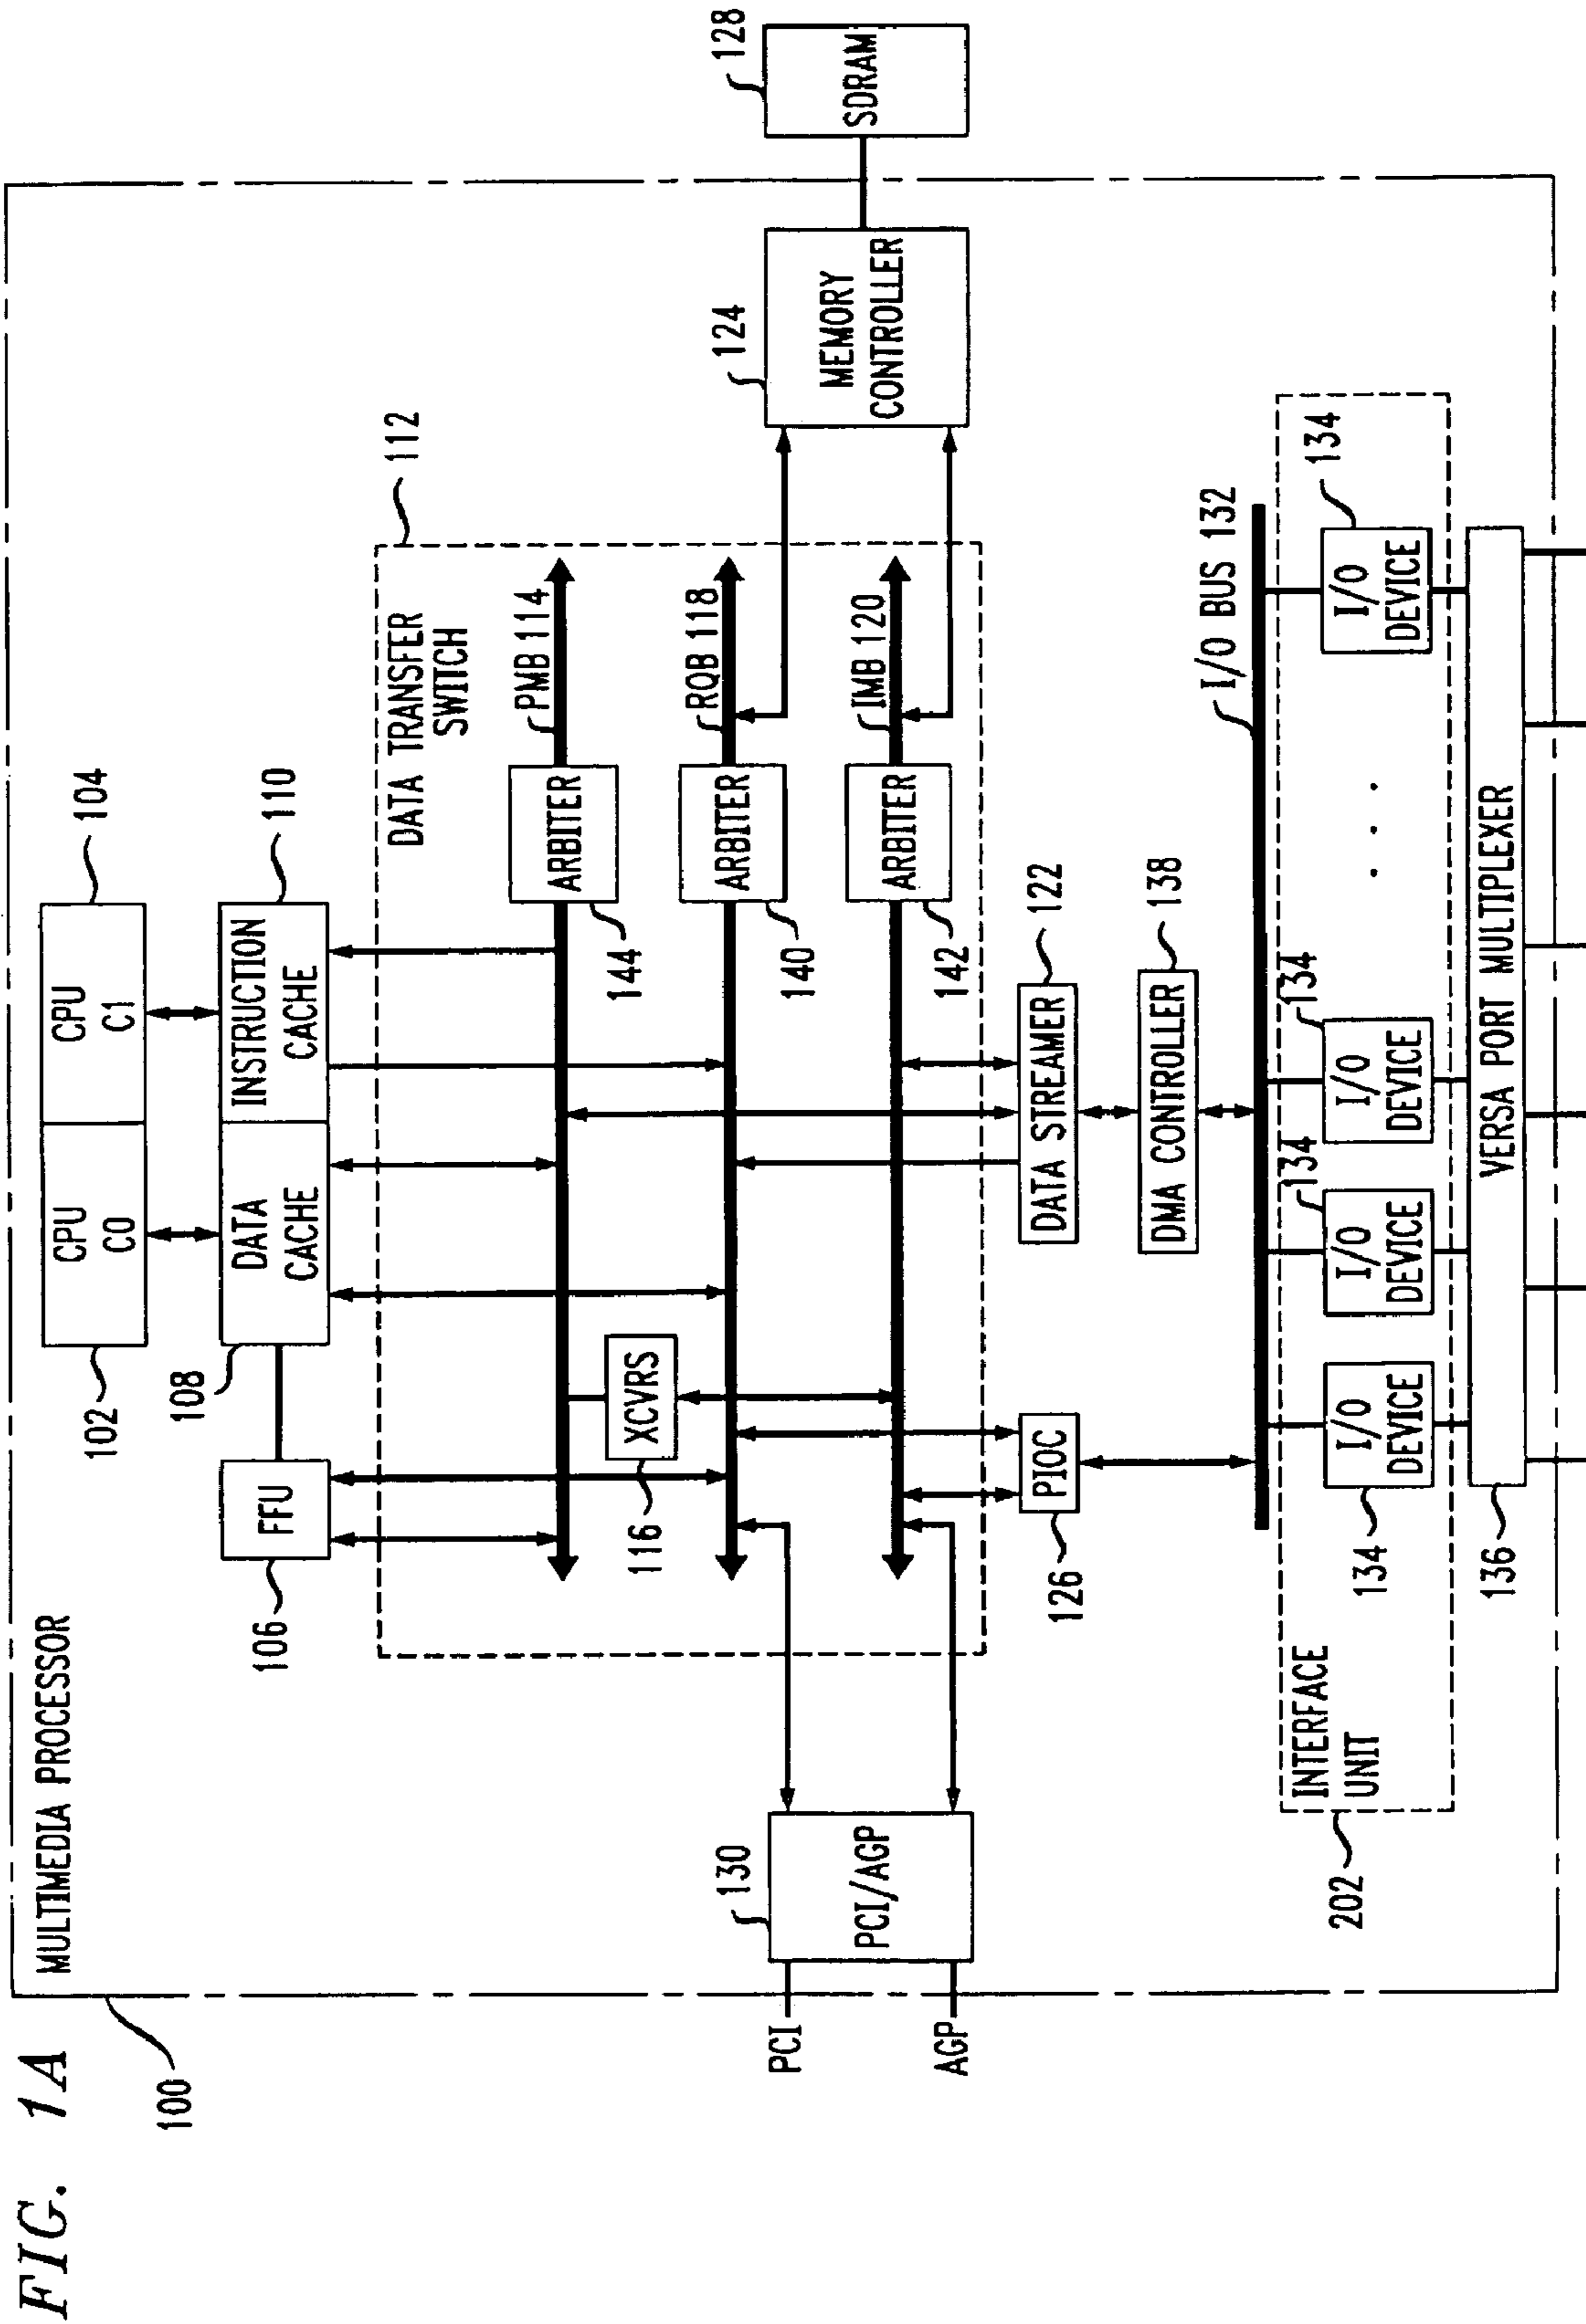 FIG. 1A
100
MULTIMEDIA PROCESSOR
102
CPU
C0
CPU
C1
104
106
FFU
108
DATA
CACHE
INSTRUCTION
CACHE
110
DATA TRANSFER
SWITCH
112
144
ARBITER
PMB 114
116
XCVRS
140
ARBITER
RQB 118
142
ARBITER
IMB 120
PCI
AGP
130
PCI/AGP
124
MEMORY
CONTROLLER
128
SDRAM
126
PIOC
DATA STREAMER
122
DMA CONTROLLER
138
I/O BUS 132
202
INTERFACE
UNIT
134
I/O
DEVICE
134
I/O
DEVICE
134
I/O
DEVICE
. . .
134
I/O
DEVICE
136
VERSA PORT MULTIPLEXER